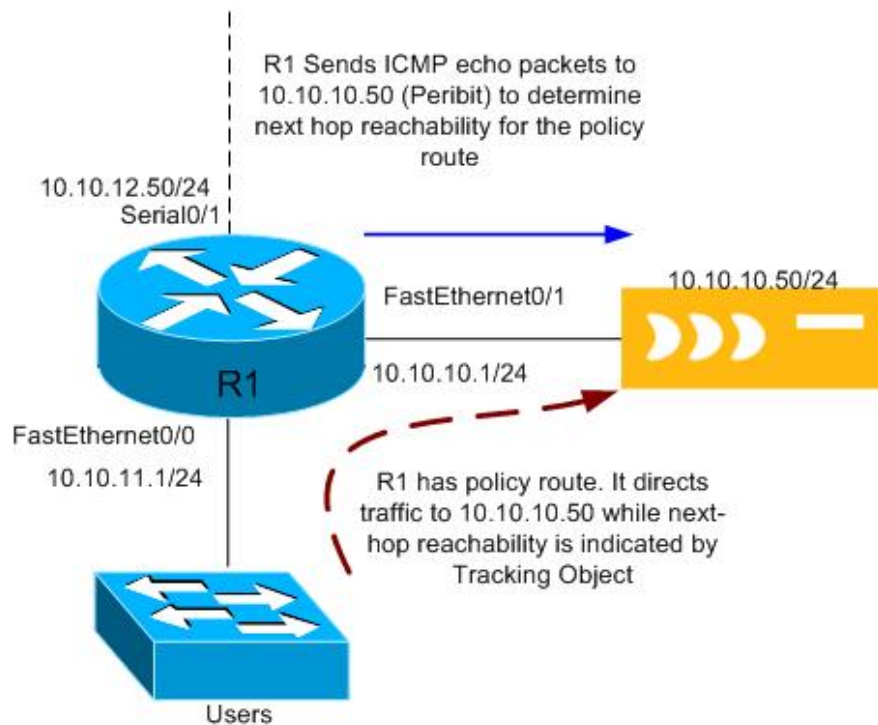 R1 Sends ICMP echo packets to
10.10.10.50 (Peribit) to determine
next hop reachability for the policy
route
10.10.12.50/24
Serial0/1
FastEthernet0/1
10.10.10.50/24
R1
10.10.10.1/24
FastEthernet0/0
10.10.11.1/24
R1 has policy route. It directs
traffic to 10.10.10.50 while next-
hop reachability is indicated by
Tracking Object
Users